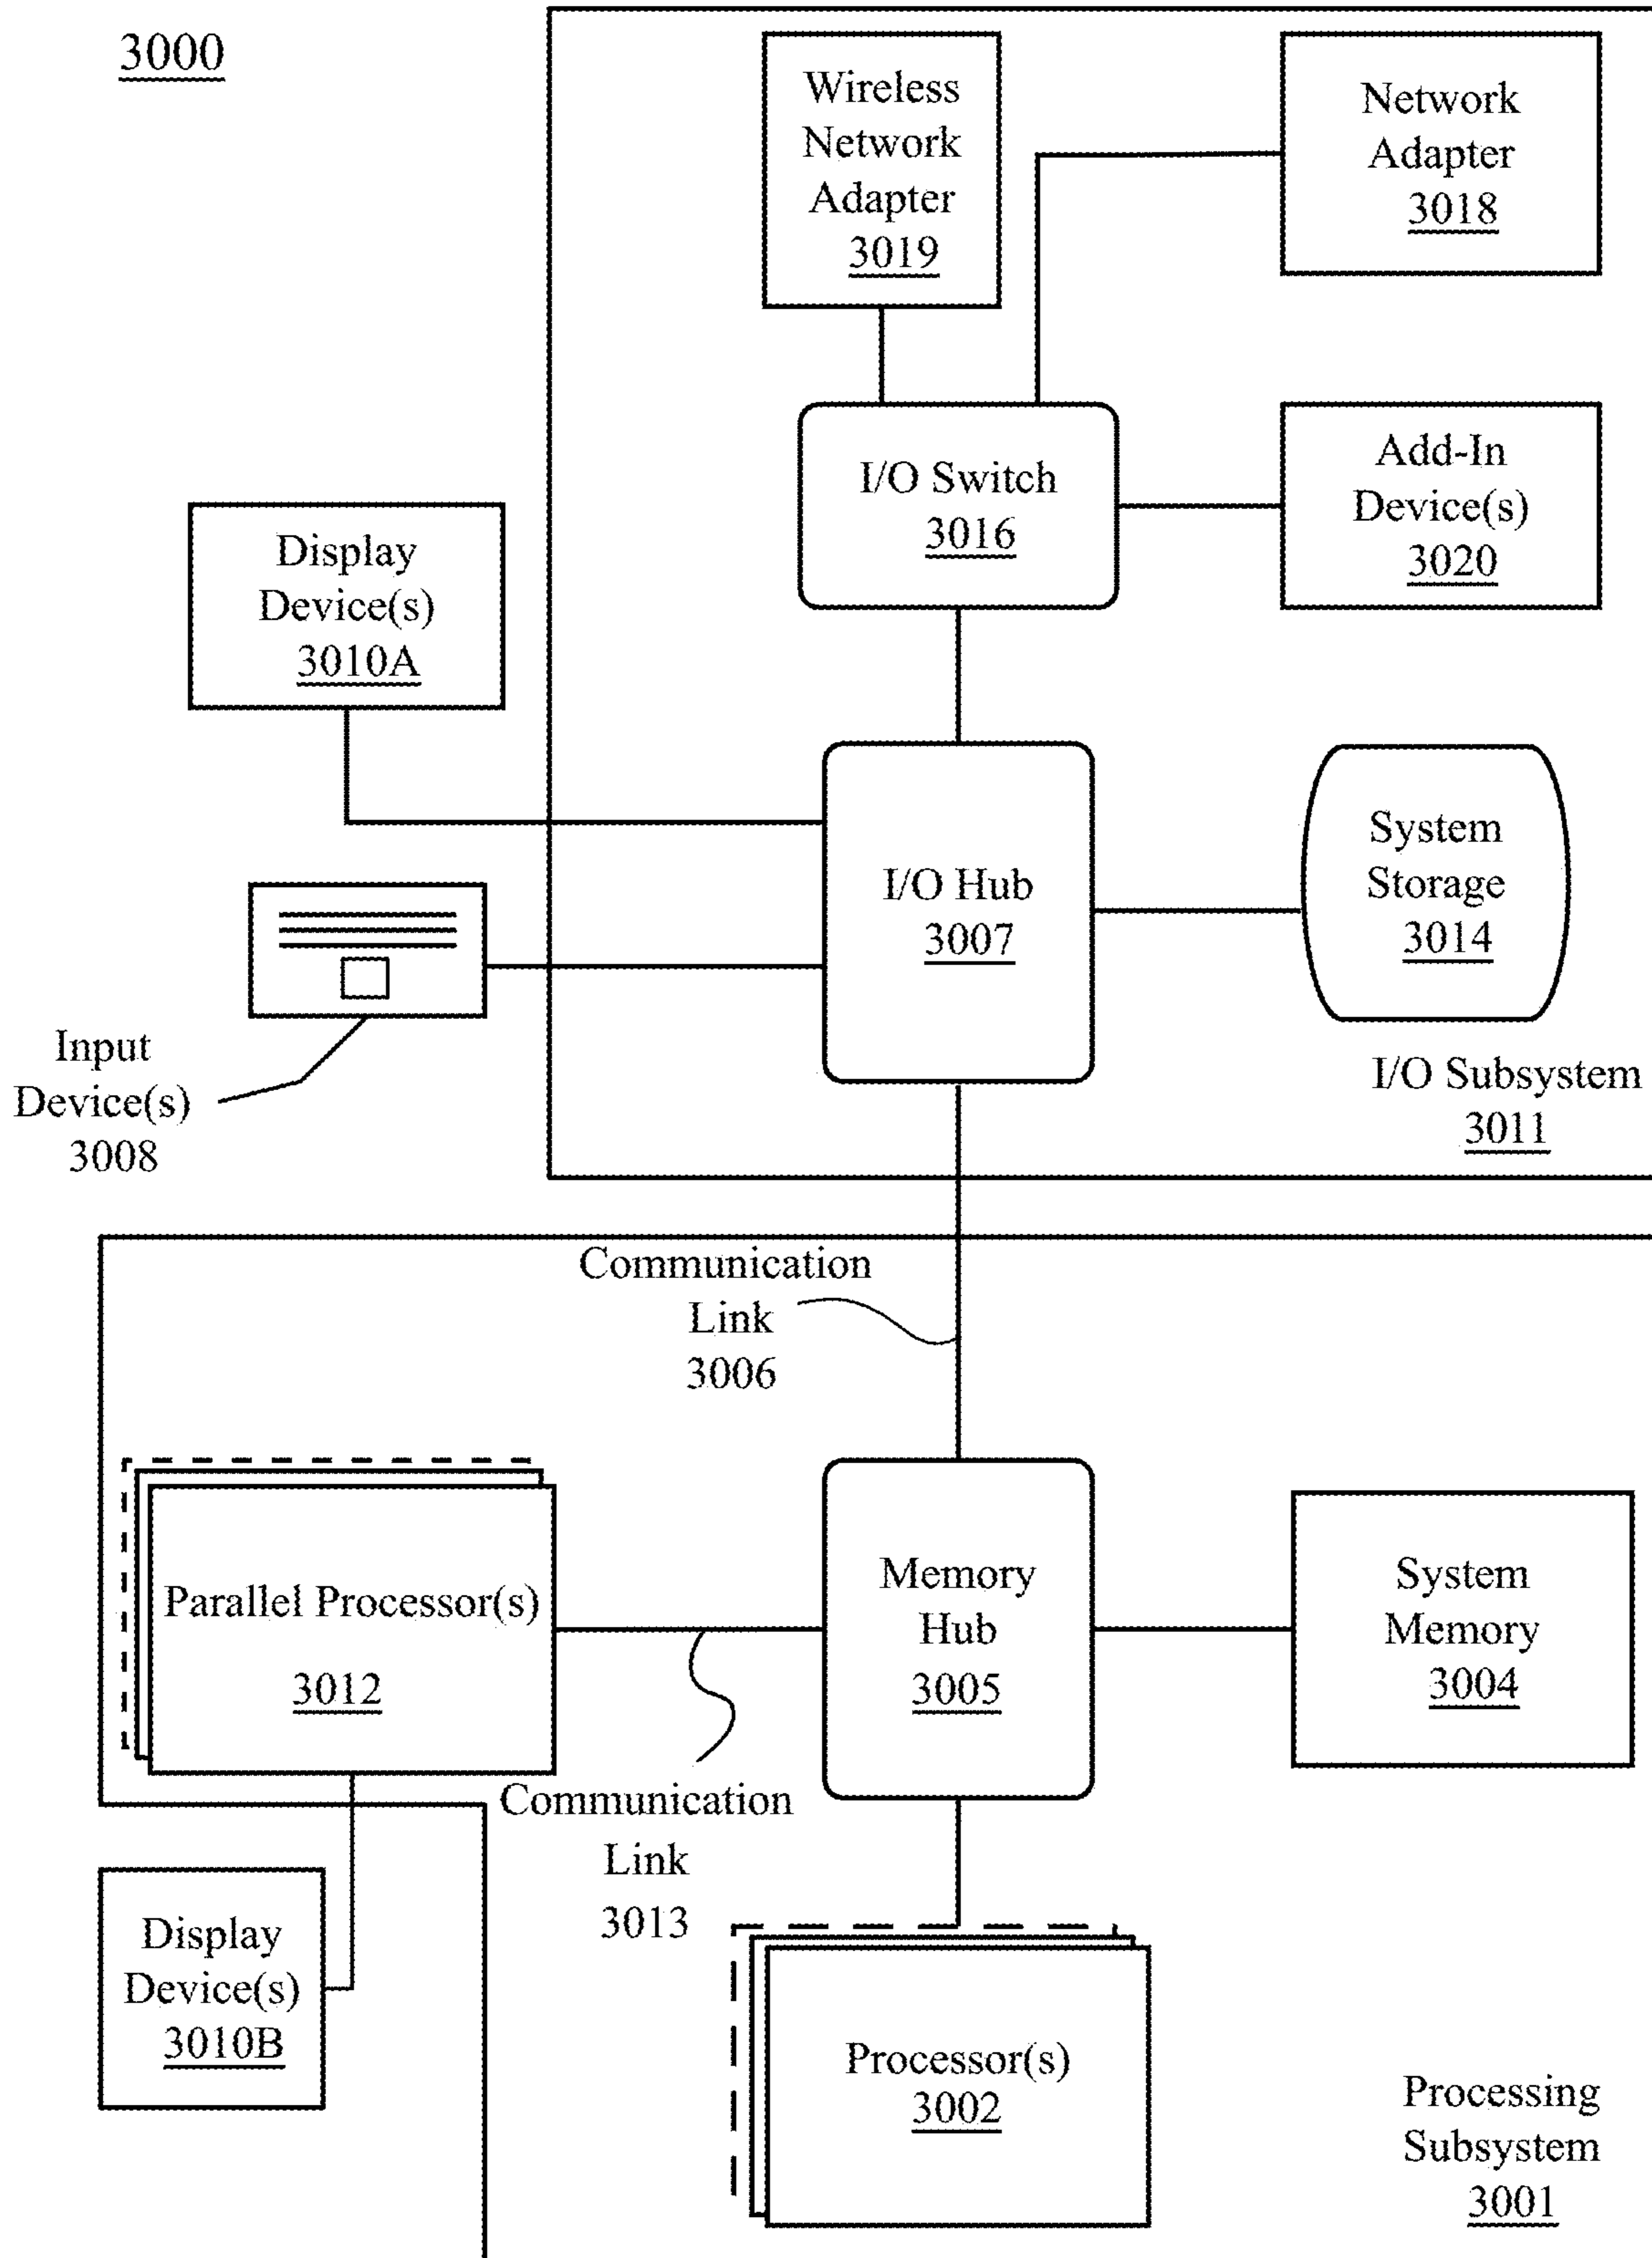 3000
Wireless
Network
Adapter
3019
Network
Adapter
3018
I/O Switch
3016
Add-In
Device(s)
3020
Display
Device(s)
3010A
I/O Hub
3007
System
Storage
3014
Input
Device(s)
3008
I/O Subsystem
3011
Communication
Link
3006
Parallel Processor(s)
3012
Memory
Hub
3005
System
Memory
3004
Communication
Link
3013
Display
Device(s)
3010B
Processor(s)
3002
Processing
Subsystem
3001